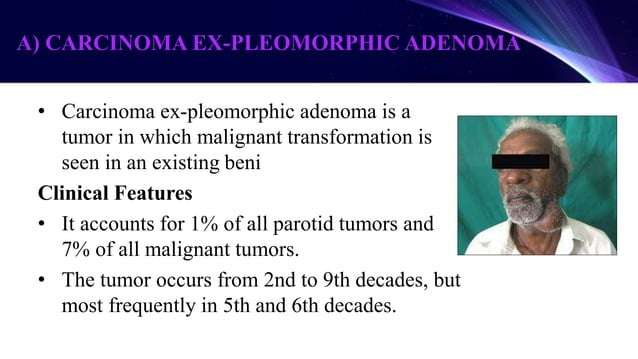 A) CARCINOMA EX-PLEOMORPHIC ADENOMA
• Carcinoma ex-pleomorphic adenoma is a
tumor in which malignant transformation is
seen in an existing beni
Clinical Features
• It accounts for 1% of all parotid tumors and
7% of all malignant tumors.
• The tumor occurs from 2nd to 9th decades, but
most frequently in 5th and 6th decades.